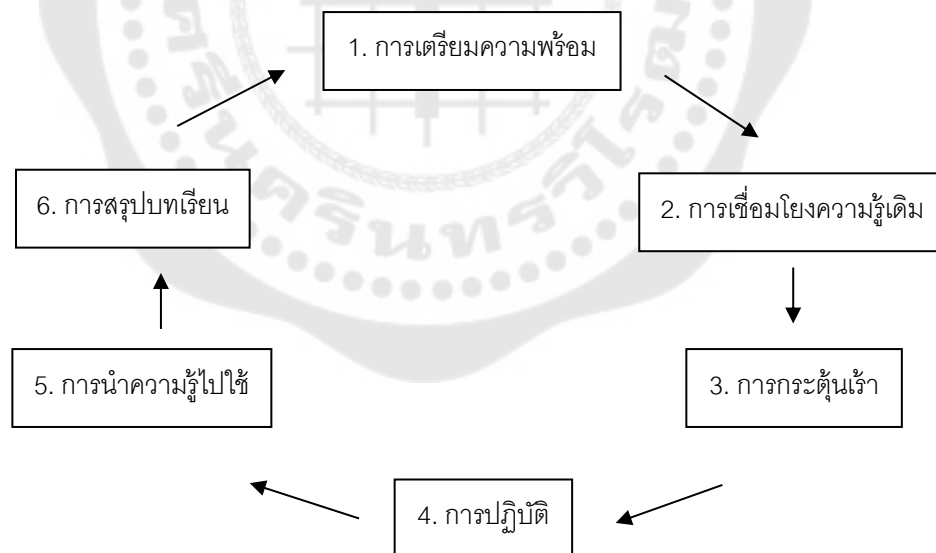 1. การเตรียมความพร้อม
2. การเชื่อมโยงความรู้เดิม
3. การกระตุ้นเร้า
4. การปฏิบัติ
5. การนำความรู้ไปใช้
6. การสรุปบทเรียน